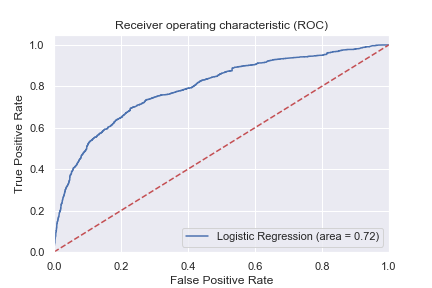 Receiver operating characteristic (ROC)
1.0
0.8
0.6
0.4
0.2
0.0
True Positive Rate
Logistic Regression (area = 0.72)
0.0 0.2 0.4 0.6 0.8 1.0
False Positive Rate